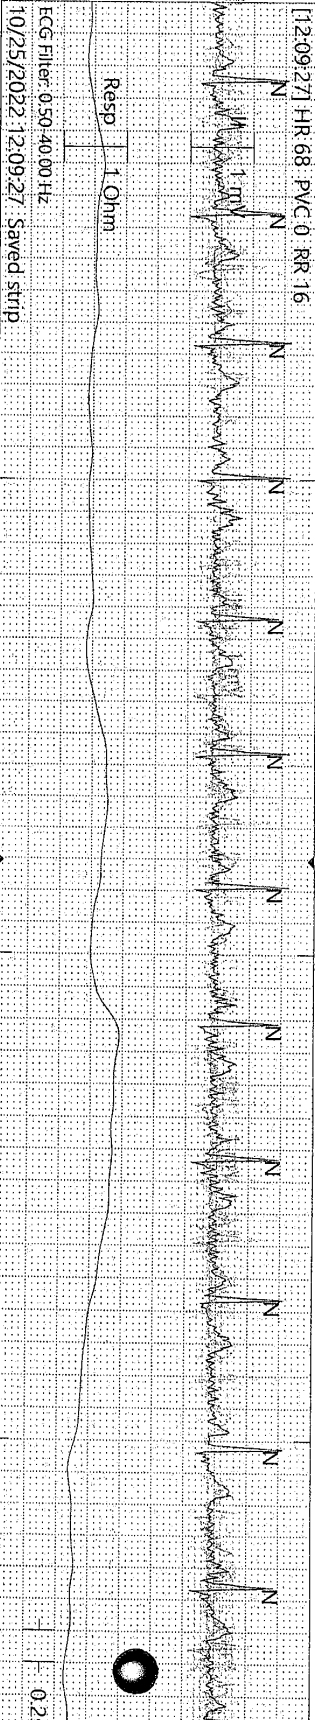 [12:09:27] HR 68 PVC 0 RR 16
N N N N N N N N N N N N
1 mV
Resp 1 Ohm
0.2
ECG Filter: 0.50-40.00 Hz
10/25/2022 12:09:27 Saved strip